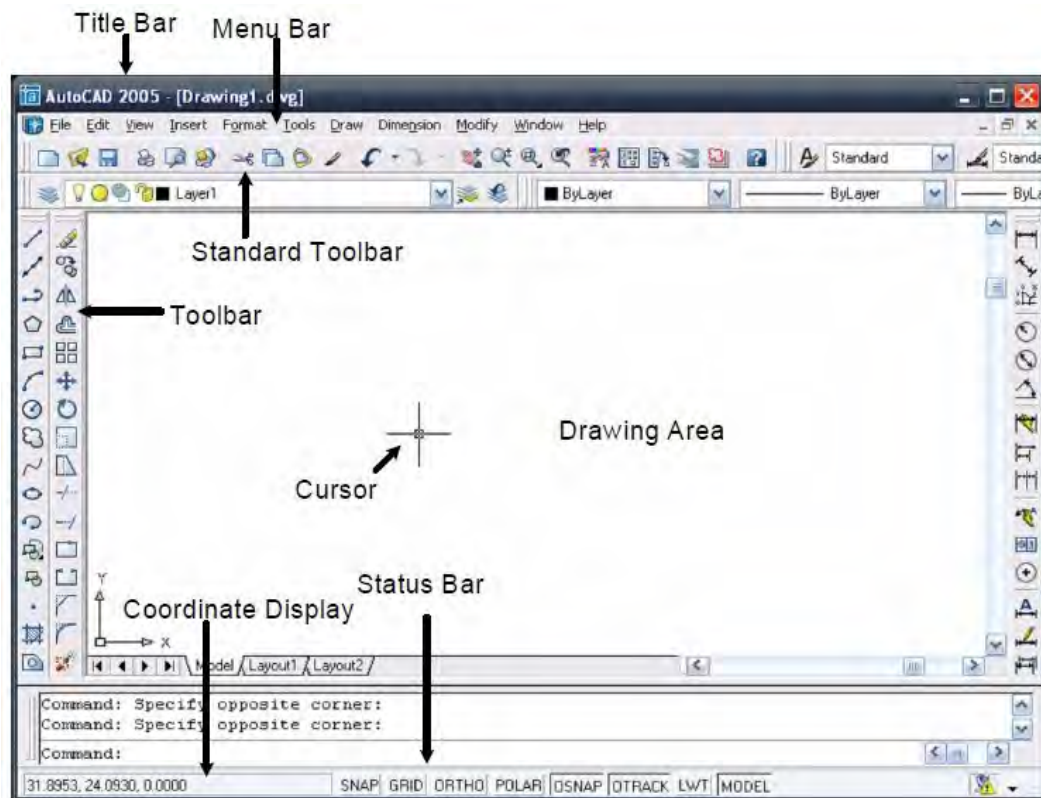 Title Bar
Menu Bar
AutoCAD 2005 - [Drawing1.dwg]
File Edit View Insert Format Tools Draw Dimension Modify Window Help
Standard Standa
Layer1 ByLayer ByLayer ByLa
Standard Toolbar
Toolbar
Drawing Area
Cursor
Status Bar
Y
Coordinate Display
X
Model Layout1 Layout2
Command: Specify opposite corner:
Command: Specify opposite corner:
Command:
31.8953, 24.0930, 0.0000 SNAP GRID ORTHO POLAR OSNAP OTRACK LWT MODEL